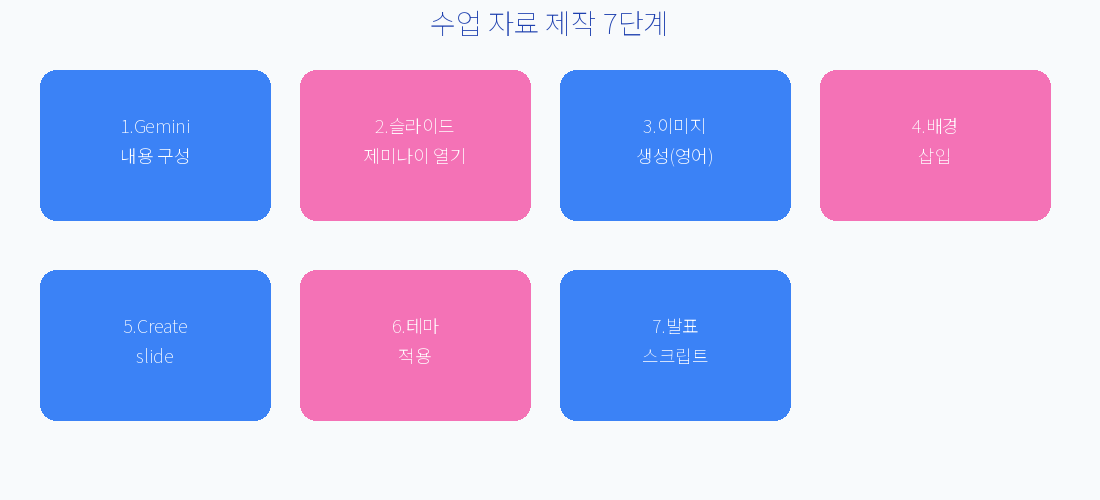 수업 자료 제작 7단계
1.Gemini
내용 구성
2.슬라이드
제미나이 열기
3.이미지
생성(영어)
4.배경
삽입
5.Create
slide
6.테마
적용
7.발표
스크립트